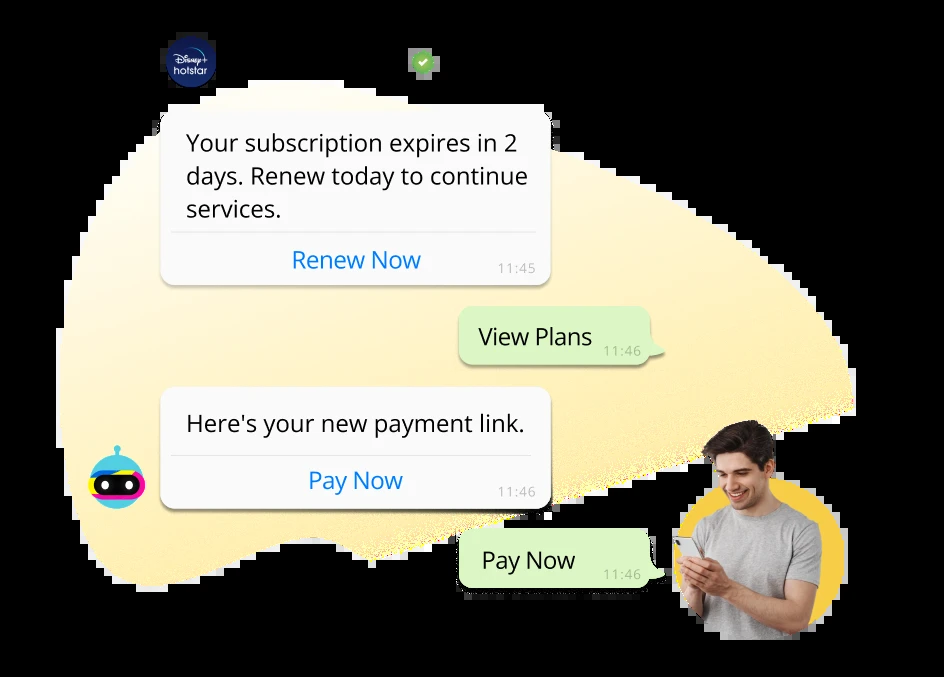 Disney+
hotstar
Your subscription expires in 2
days. Renew today to continue
services.
Renew Now
11:45
View Plans
11:46
Here's your new payment link.
Pay Now
11:46
Pay Now
11:46